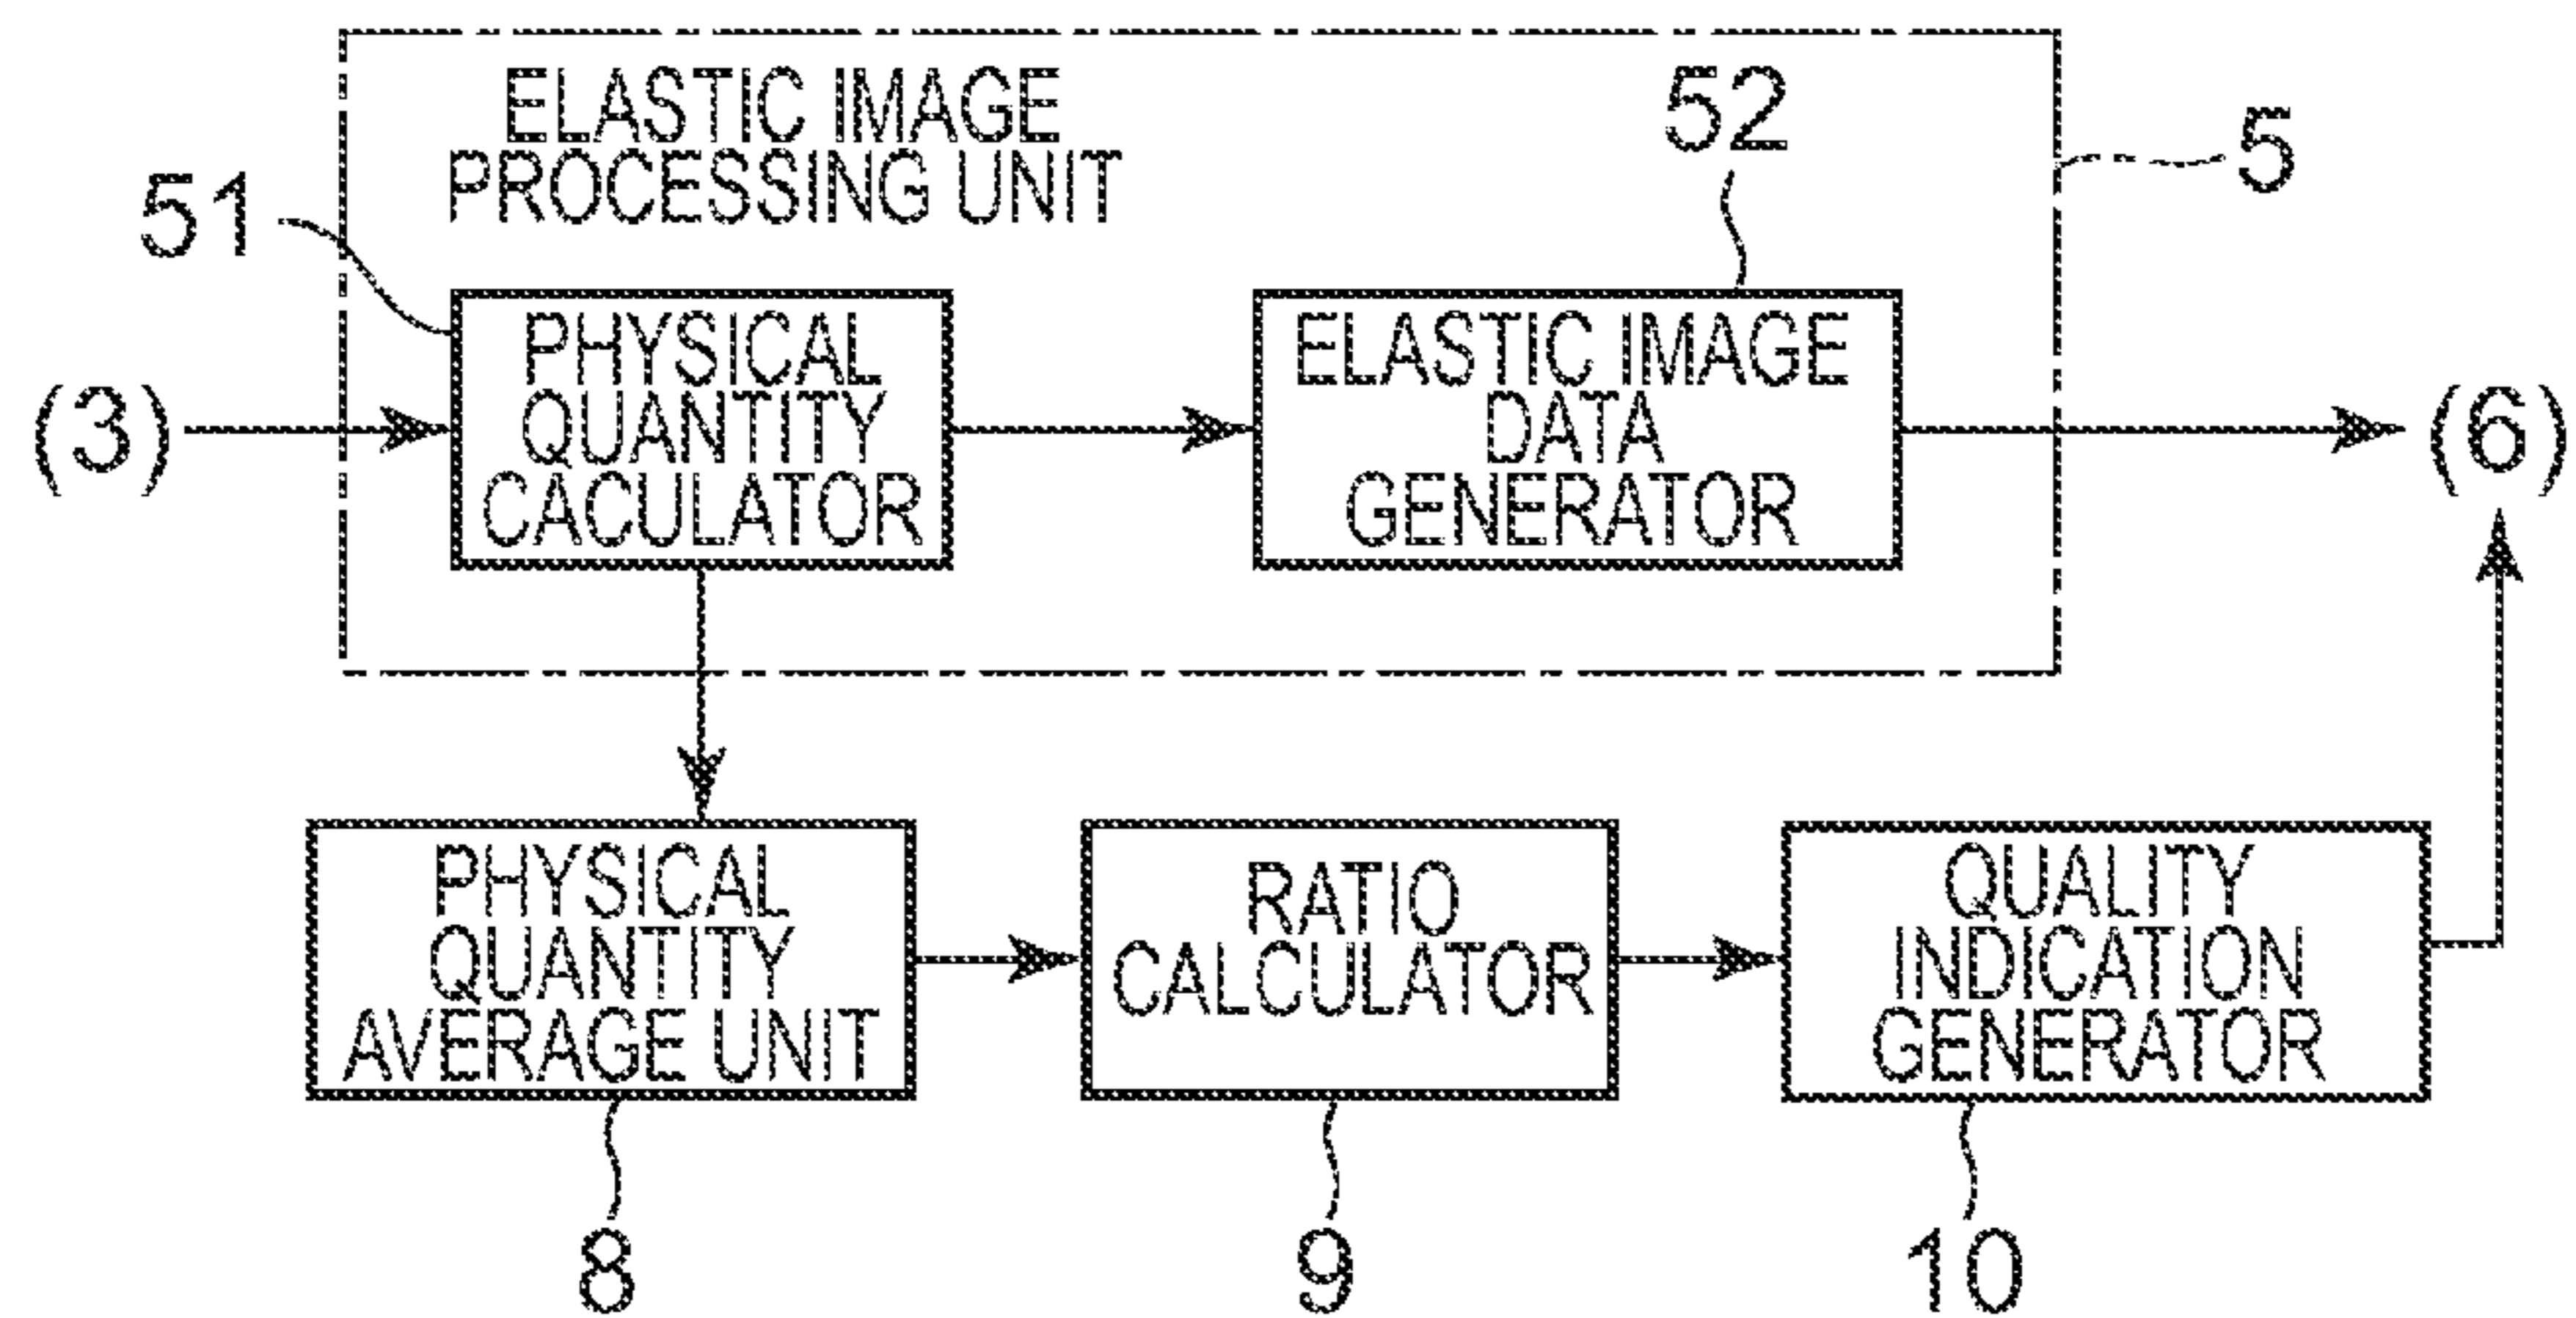 ELASTIC IMAGE
PROCESSING UNIT
52
5
51
PHYSICAL
QUANTITY
CACULATOR
ELASTIC IMAGE
DATA
GENERATOR
(3)
(6)
PHYSICAL
QUANTITY
AVERAGE UNIT
RATIO
CALCULATOR
QUALITY
INDICATION
GENERATOR
8
9
10